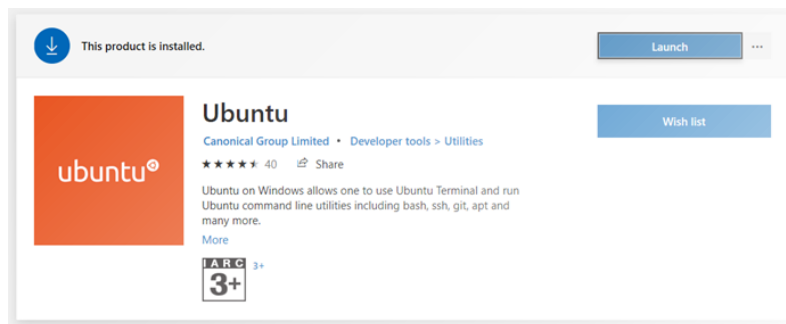 This product is installed.
Launch
...
ubuntu
Ubuntu
Canonical Group Limited • Developer tools > Utilities
40 Share
Ubuntu on Windows allows one to use Ubuntu Terminal and run
Ubuntu command line utilities including bash, ssh, git, apt and
many more.
More
IARC
3+
3+
Wish list